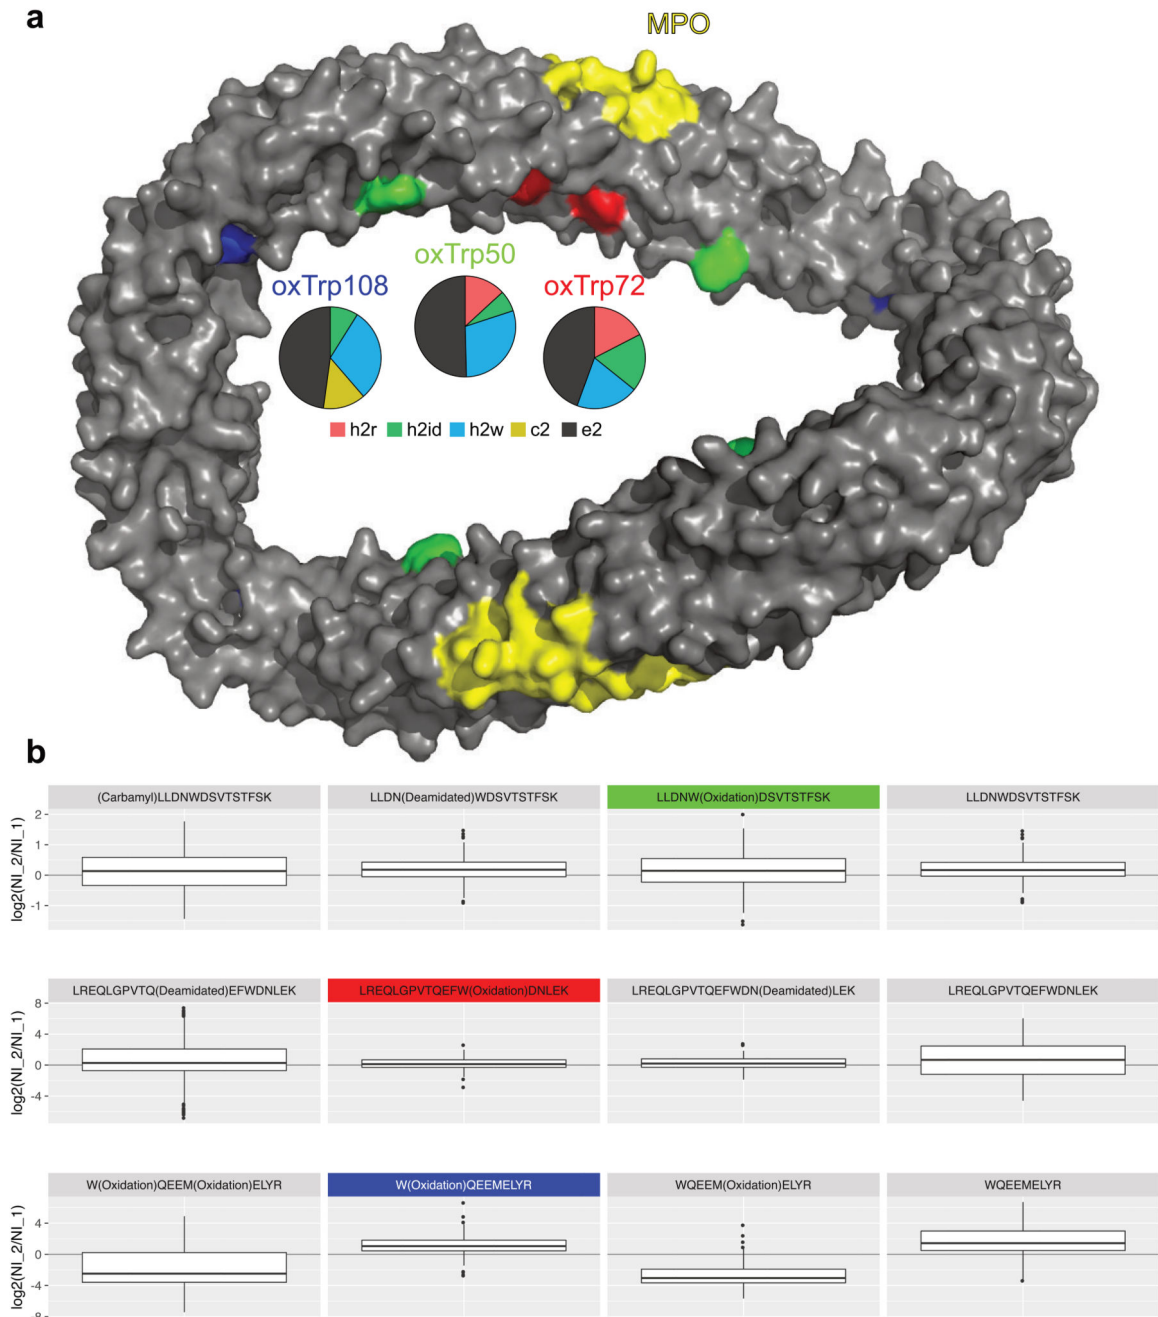 a
MPO
oxTrp50
oxTrp108
oxTrp72
h2r h2id h2w c2 e2
b
(Carbamyl)LLDNWDSVTSTFSK LLDN(Deamidated)WDSVTSTFSK LLDNW(Oxidation)DSVTSTFSK LLDNWDSVTSTFSK
log2(NI_2/NI_1)
2
1
0
-1
LREQLGPVTQ(Deamidated)EFWDNLEK LREQLGPVTQEFW(Oxidation)DNLEK LREQLGPVTQEFWDN(Deamidated)LEK LREQLGPVTQEFWDNLEK
log2(NI_2/NI_1)
8
4
0
-4
W(Oxidation)QEEM(Oxidation)ELYR W(Oxidation)QEEMELYR WQEEM(Oxidation)ELYR WQEEMELYR
log2(NI_2/NI_1)
4
0
-4
-8